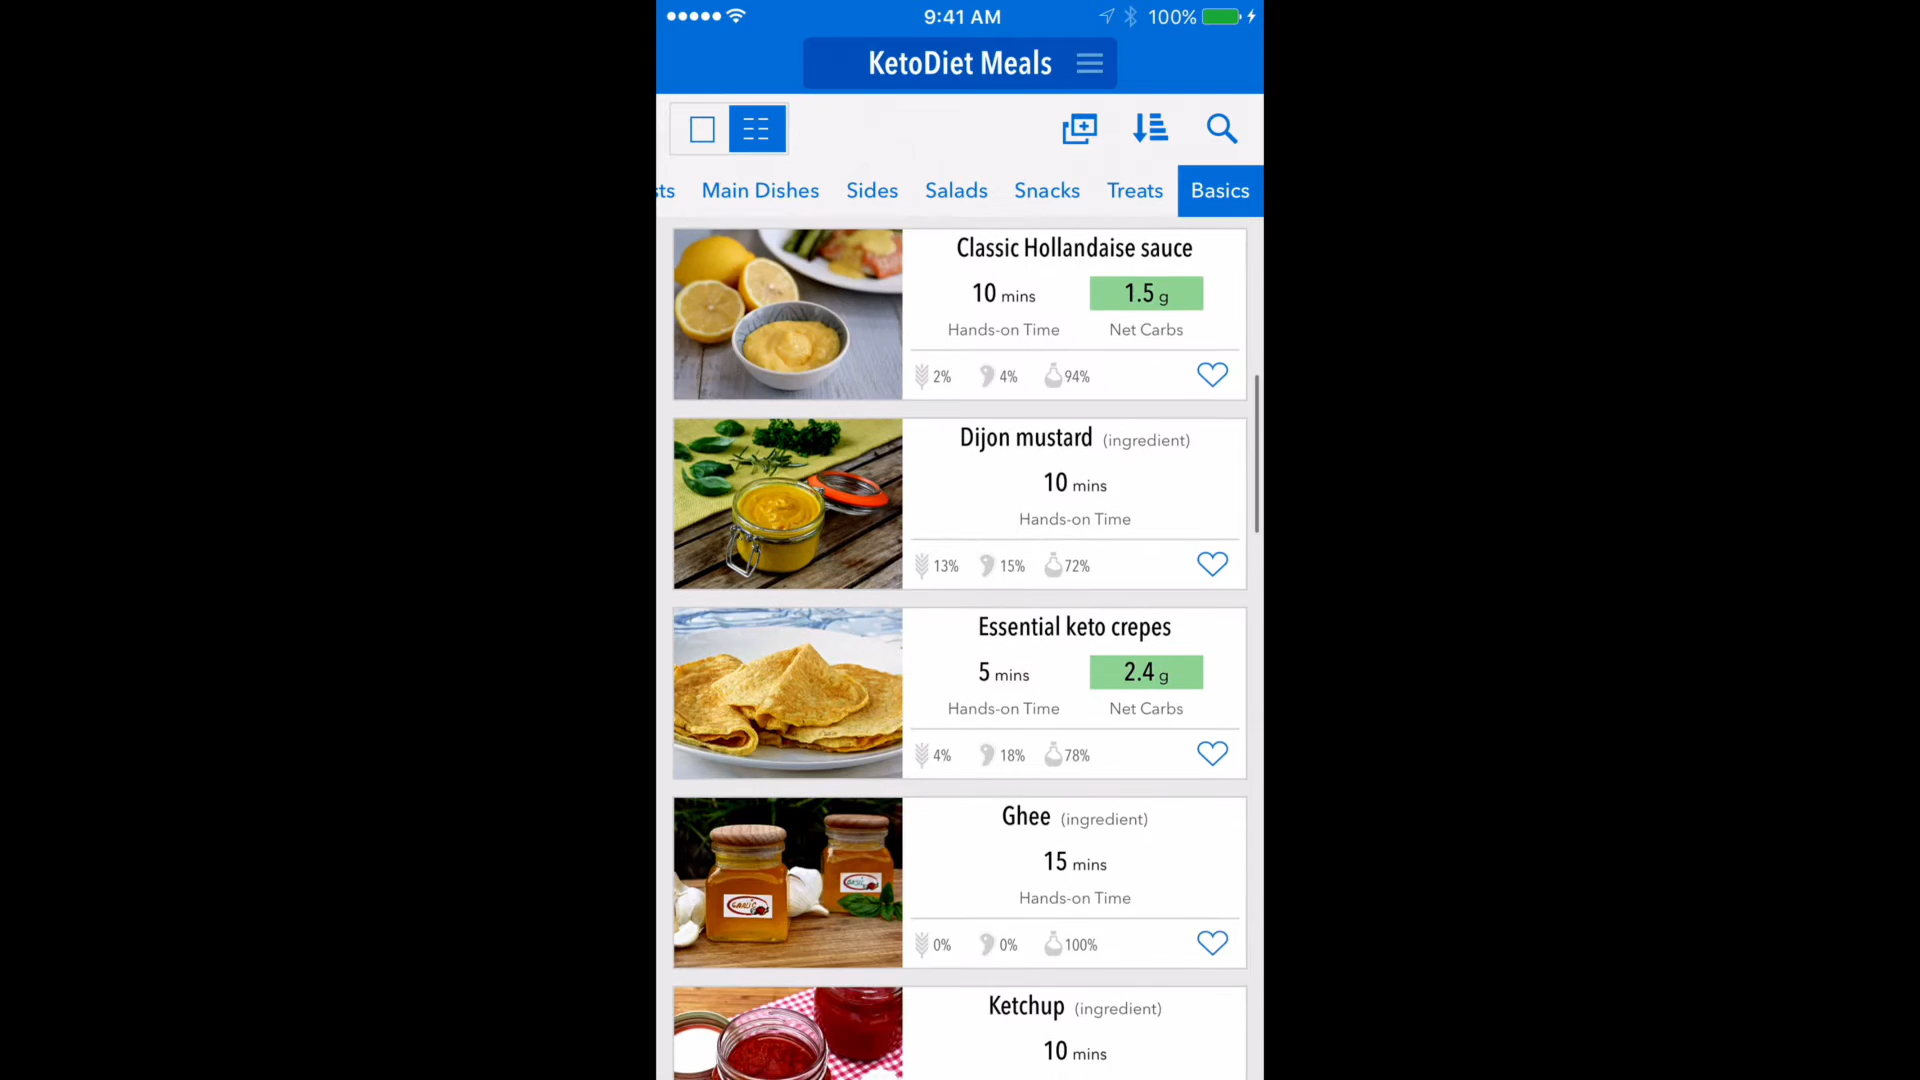 9:41 AM 100%
KetoDiet Meals
sts Main Dishes Sides Salads Snacks Treats Basics
Classic Hollandaise sauce
10 mins 1.5 g
Hands-on Time Net Carbs
2% 4% 94%
Dijon mustard (ingredient)
10 mins
Hands-on Time
13% 15% 72%
Essential keto crepes
5 mins 2.4 g
Hands-on Time Net Carbs
4% 18% 78%
Ghee (ingredient)
15 mins
Hands-on Time
GARLIC
BASIL
0% 0% 100%
Ketchup (ingredient)
10 mins